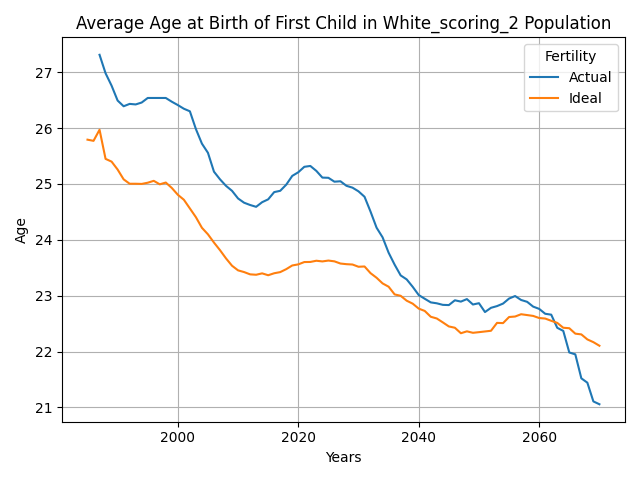 Average Age at Birth of First Child in White_scoring_2 Population
Fertility
Actual
Ideal
Age
27
26
25
24
23
22
21
2000
2020
2040
2060
Years